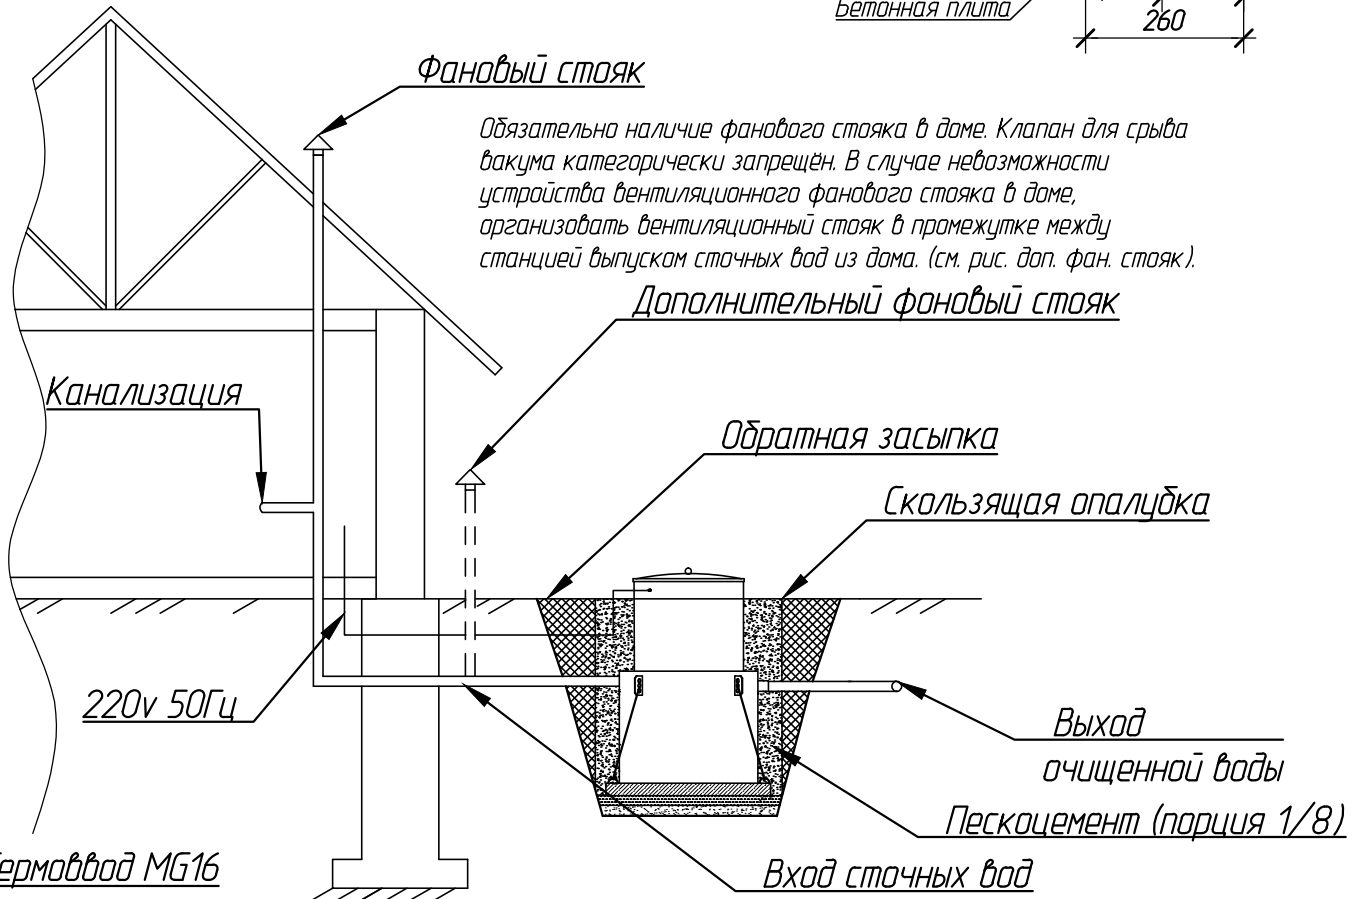 Бетонная плита
260
Фановый стояк
Обязательно наличие фанового стояка в доме. Клапан для срыва
вакума категорически запрещён. В случае невозможности
устройства вентиляционного фанового стояка в доме,
организовать вентиляционный стояк в промежутке между
станцией выпуском сточных вод из дома. (см. рис. доп. фан. стояк).
Дополнительный фоновый стояк
Канализация
Обратная засыпка
Скользящая опалубка
220v 50Гц
Выход
очищенной воды
Пескоцемент (порция 1/8)
Вход сточных вод
Гермоввод MG16